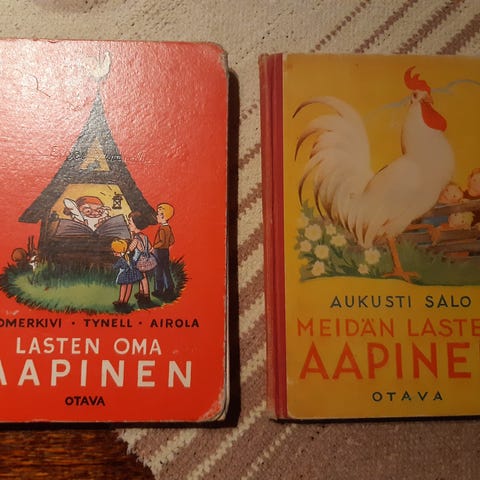 OMERKIVI · TYNELL · AIROLA
LASTEN OMA
AAPINEN
OTAVA
AUKUSTI SALO
MEIDÄN LASTE
AAPINE
OTAVA